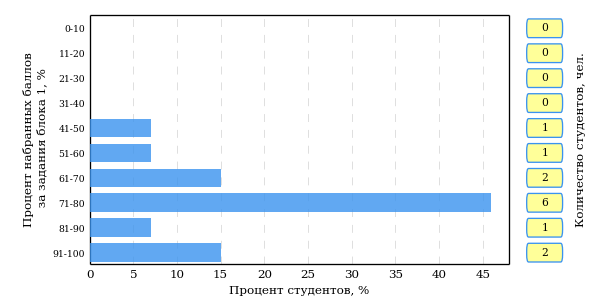 Процент набранных баллов
за задания блока 1, %
0-10 0
11-20 0
21-30 0
31-40 0
41-50 1
51-60 1
61-70 2
71-80 6
81-90 1
91-100 2
0 5 10 15 20 25 30 35 40 45
Процент студентов, %
Количество студентов, чел.